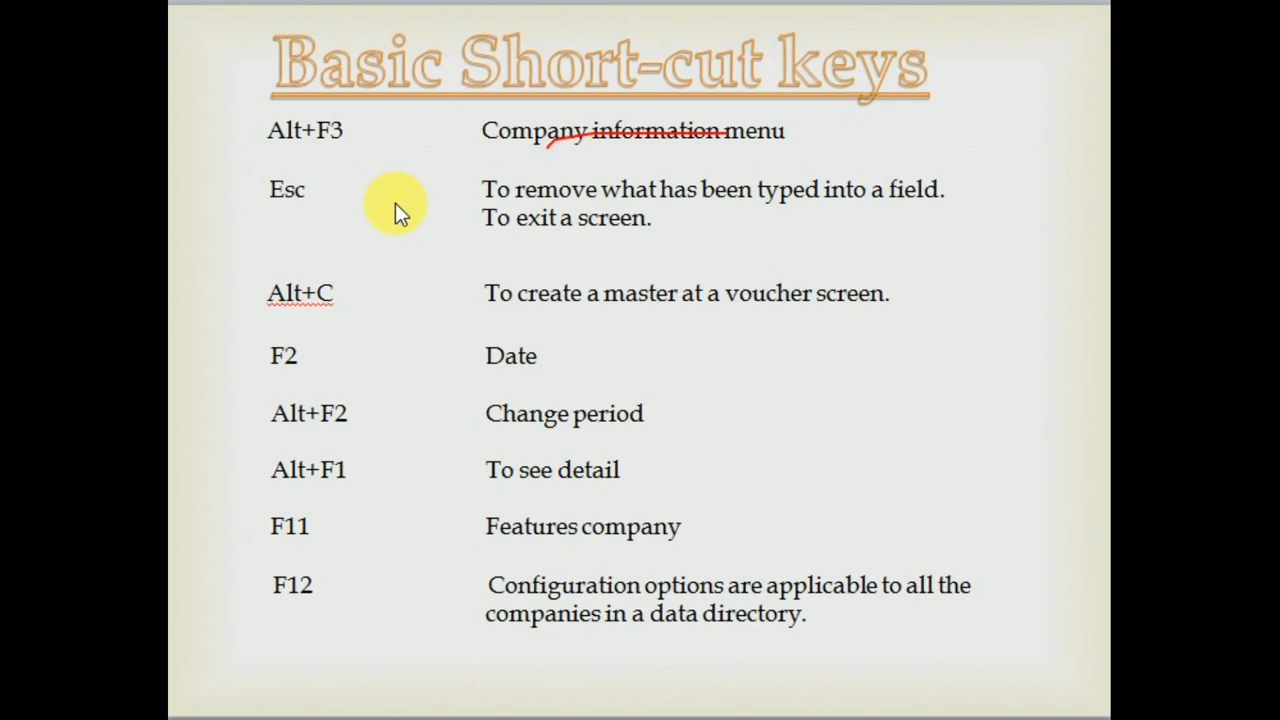 Basic Short-cut keys
Alt+F3 Company information menu
Esc To remove what has been typed into a field.
To exit a screen.
Alt+C To create a master at a voucher screen.
F2 Date
Alt+F2 Change period
Alt+F1 To see detail
F11 Features company
F12 Configuration options are applicable to all the
companies in a data directory.